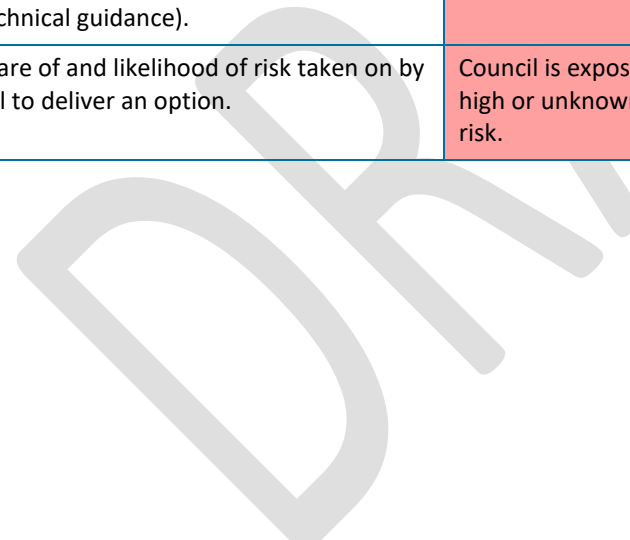 chnical guidance).
are of and likelihood of risk taken on by
l to deliver an option.
Council is expos
high or unknow
risk.
DRA